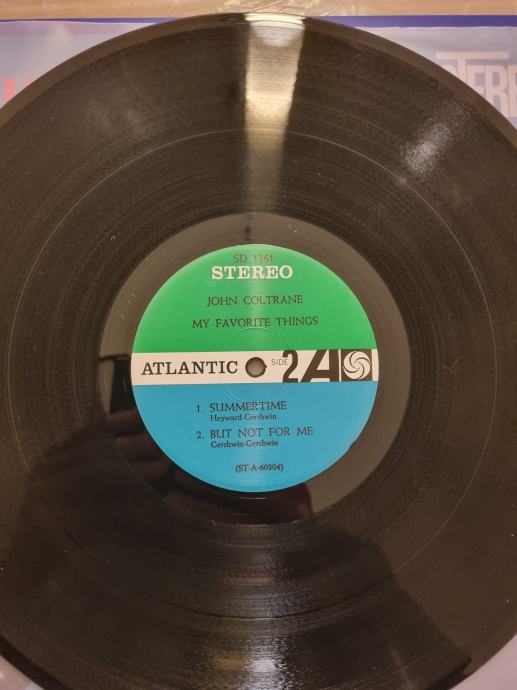 STEREO
SD 1361
STEREO
JOHN COLTRANE
MY FAVORITE THINGS
ATLANTIC
SIDE 2
A
1. SUMMERTIME
Heyward-Gershwin
2. BUT NOT FOR ME
Gershwin-Gershwin
(ST-A-60304)